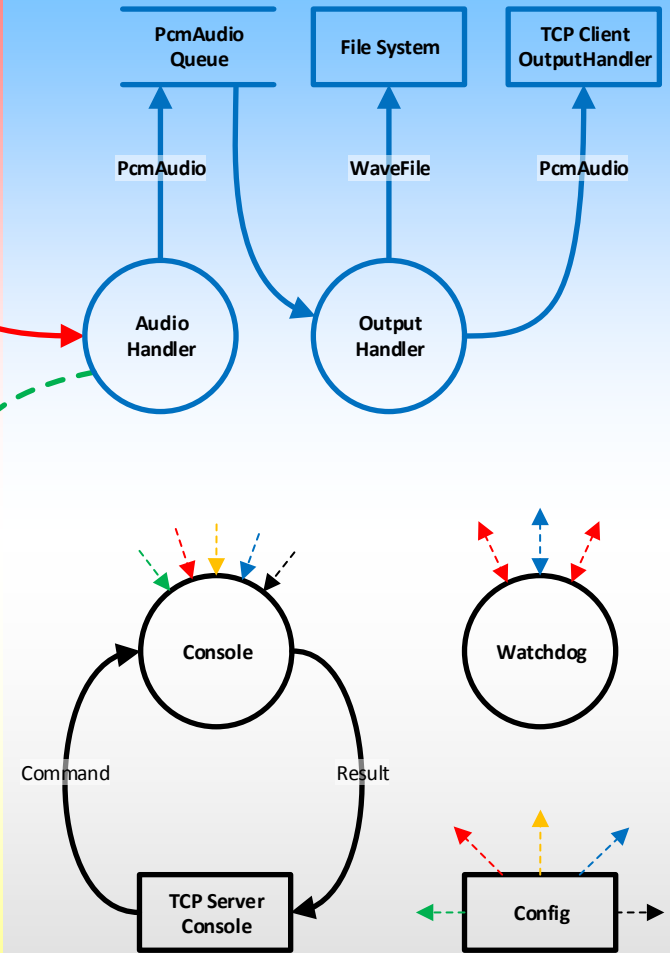 PcmAudio
Queue
File System
TCP Client
OutputHandler
PcmAudio
WaveFile
PcmAudio
Audio
Handler
Output
Handler
Console
Watchdog
Command
Result
TCP Server
Console
Config